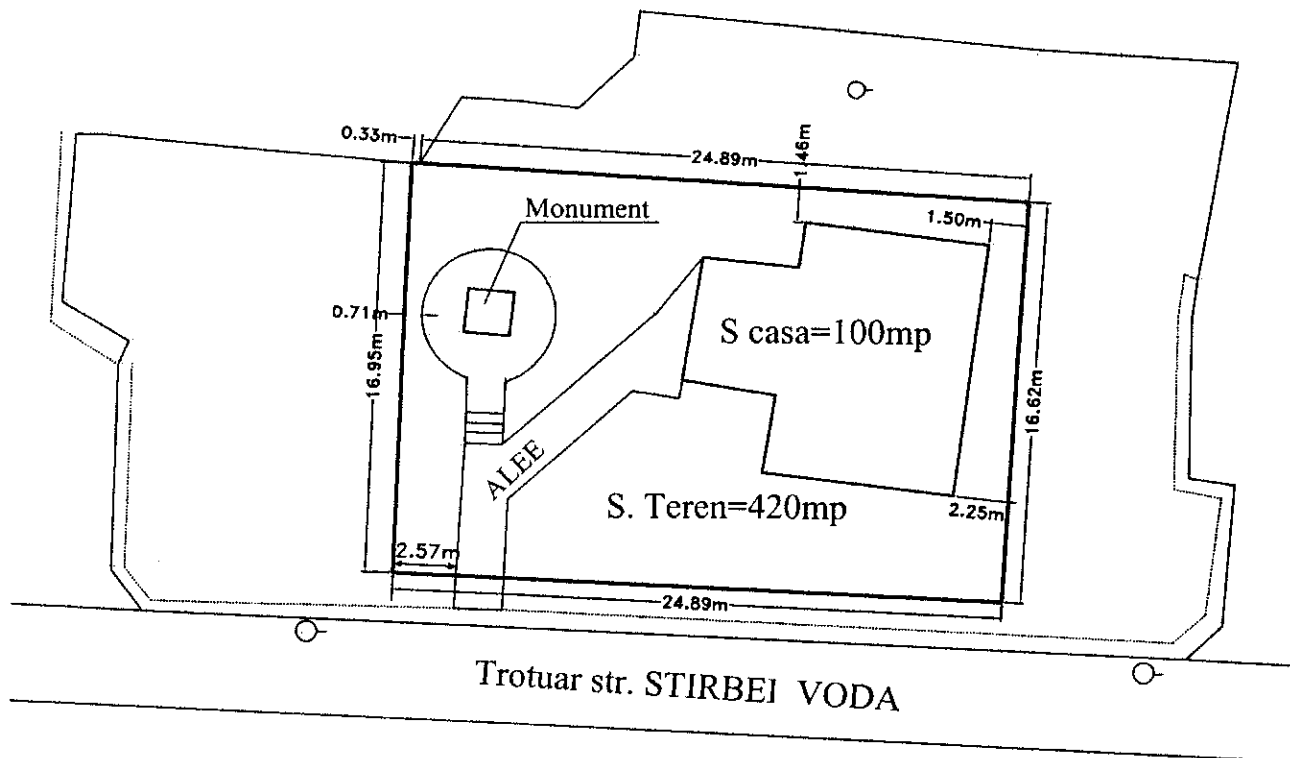 0.33m
24.89m
1.46m
Monument
1.50m
0.71m
S casa=100mp
16.95m
16.62m
ALEE
S. Teren=420mp
2.25m
2.57m
24.89m
Trotuar str. STIRBEI VODA